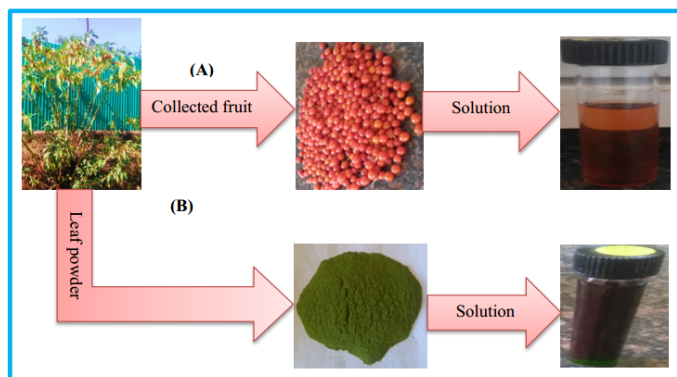 (A)
Collected fruit
Solution
(B)
Leaf powder
Solution